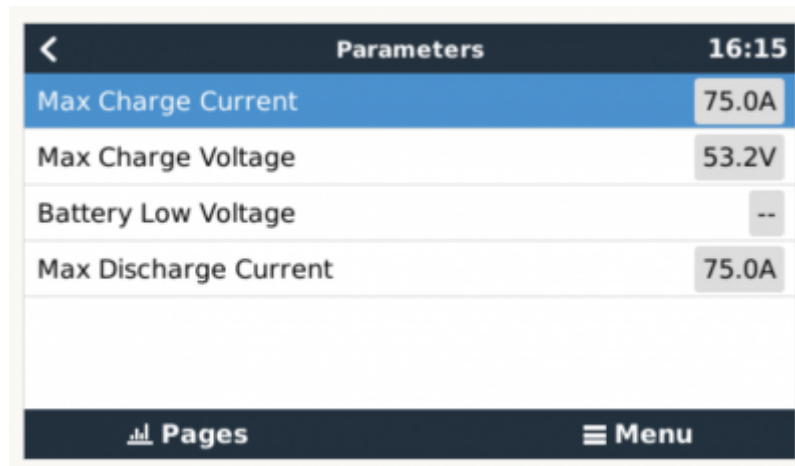 Parameters 16:15
Max Charge Current 75.0A
Max Charge Voltage 53.2V
Battery Low Voltage --
Max Discharge Current 75.0A
Pages Menu